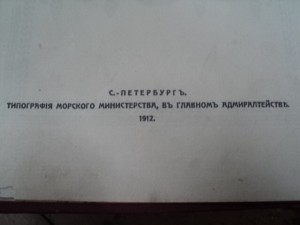 С.-ПЕТЕРБУРГЪ.
ТИПОГРАФІЯ МОРСКОГО МИНИСТЕРСТВА, ВЪ ГЛАВНОМЪ АДМИРАЛТЕЙСТВѢ.
1912.